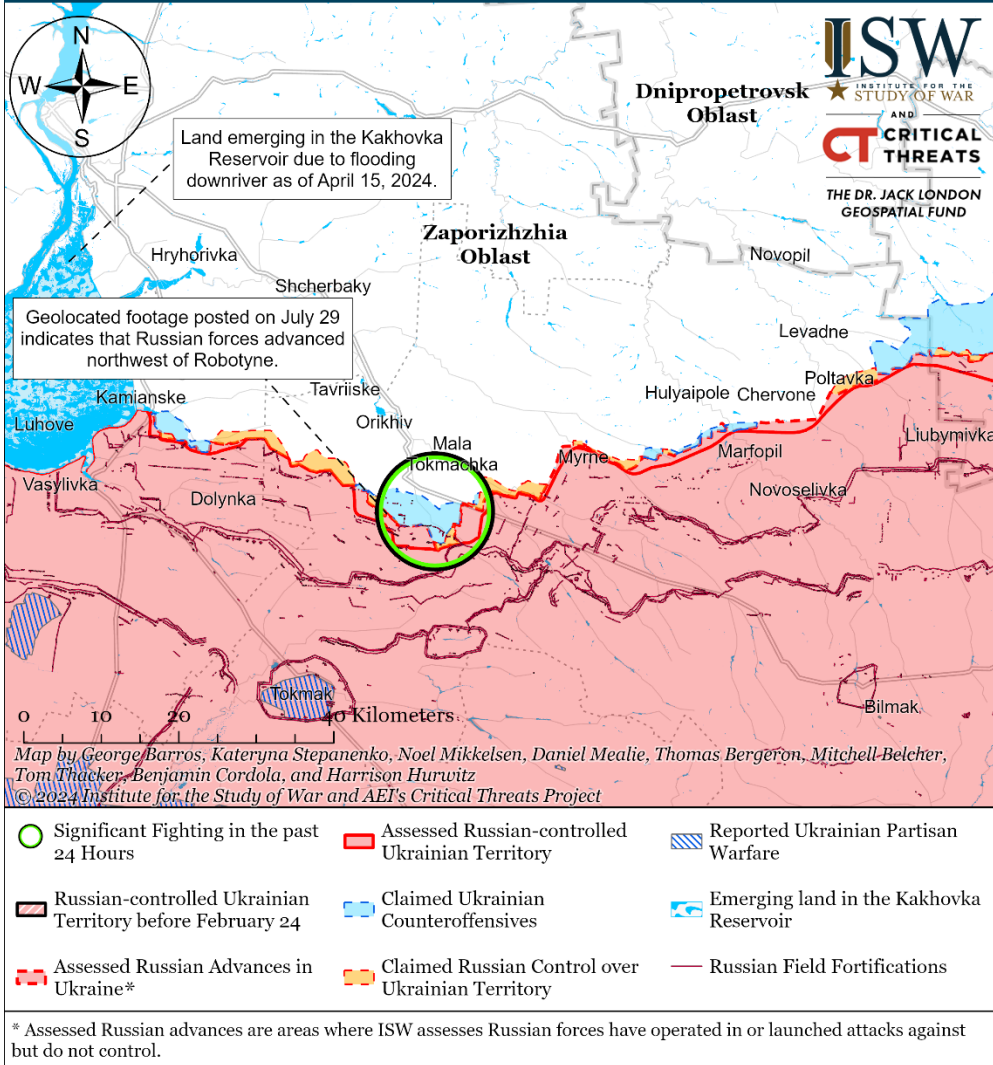 N
W E
S
ISW
INSTITUTE FOR THE
STUDY OF WAR
AND
CT CRITICAL
THREATS
THE DR. JACK LONDON
GEOSPATIAL FUND
Dnipropetrovsk
Oblast
Land emerging in the Kakhovka
Reservoir due to flooding
downriver as of April 15, 2024.
Zaporizhzhia
Oblast
Hryhorivka
Novopil
Shcherbaky
Geolocated footage posted on July 29
indicates that Russian forces advanced
northwest of Robotyne.
Levadne
Tavriiske
Poltavka
Kamianske
Hulyaipole
Chervone
Luhove
Orikhiv
Liubymivka
Mala
Tokmachka
Myrne
Marfopil
Vasylivka
Dolynka
Novoselivka
Tokmak
Bilmak
0 10 20 40 Kilometers
Map by George Barros, Kateryna Stepanenko, Noel Mikkelsen, Daniel Mealie, Thomas Bergeron, Mitchell Belcher,
Tom Thacker, Benjamin Cordola, and Harrison Hurwitz
© 2024 Institute for the Study of War and AEI's Critical Threats Project
Significant Fighting in the past
24 Hours
Russian-controlled Ukrainian
Territory before February 24
Assessed Russian Advances in
Ukraine*
Assessed Russian-controlled
Ukrainian Territory
Claimed Ukrainian
Counteroffensives
Claimed Russian Control over
Ukrainian Territory
Reported Ukrainian Partisan
Warfare
Emerging land in the Kakhovka
Reservoir
Russian Field Fortifications
* Assessed Russian advances are areas where ISW assesses Russian forces have operated in or launched attacks against
but do not control.